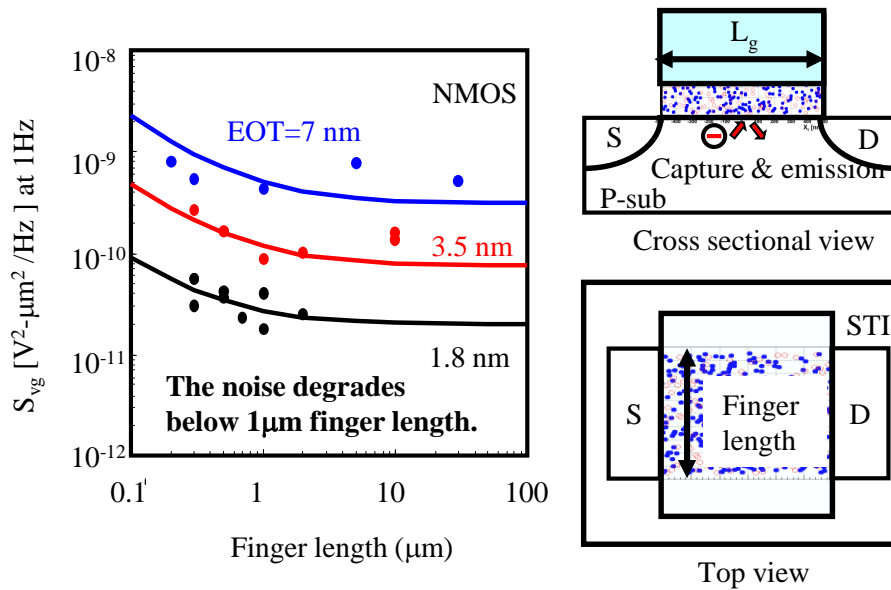 S_vg [V²-μm² /Hz ] at 1Hz
10⁻⁸
10⁻⁹
10⁻¹⁰
10⁻¹¹
10⁻¹²
NMOS
EOT=7 nm
3.5 nm
1.8 nm
The noise degrades
below 1μm finger length.
0.1
1
10
100
Finger length (μm)
L_g
S
D
Capture & emission
P-sub
Cross sectional view
STI
S
Finger
length
D
Top view